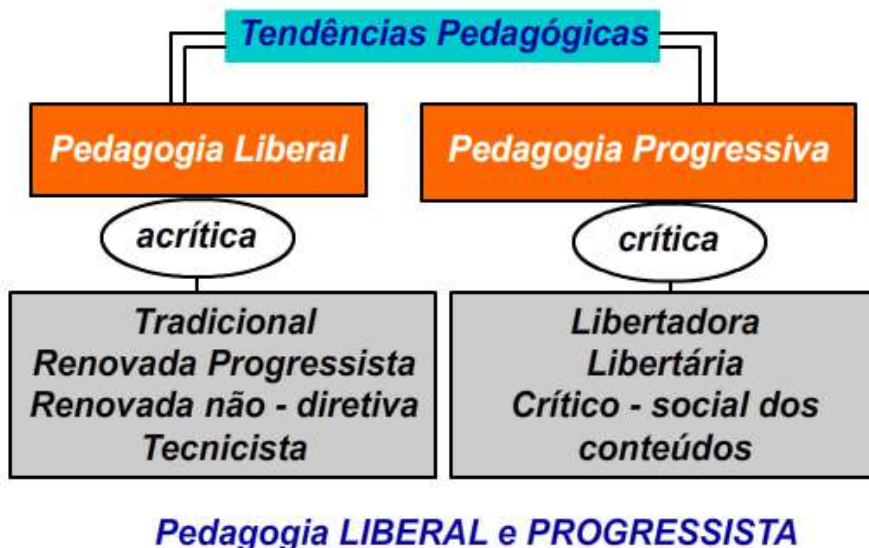 Tendências Pedagógicas
Pedagogia Liberal
Pedagogia Progressiva
acrítica
crítica
Tradicional
Renovada Progressista
Renovada não - diretiva
Tecnicista
Libertadora
Libertária
Crítico - social dos
conteúdos
Pedagogia LIBERAL e PROGRESSISTA